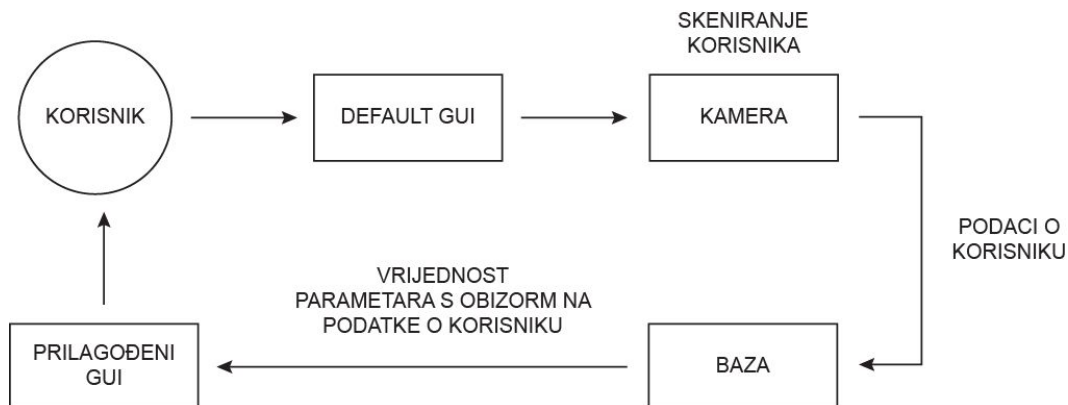 SKENIRANJE
KORISNIKA
KORISNIK
DEFAULT GUI
KAMERA
PODACI O
KORISNIKU
VRIJEDNOST
PARAMETARA S OBIZORM NA
PODATKE O KORISNIKU
BAZA
PRILAGOĐENI
GUI